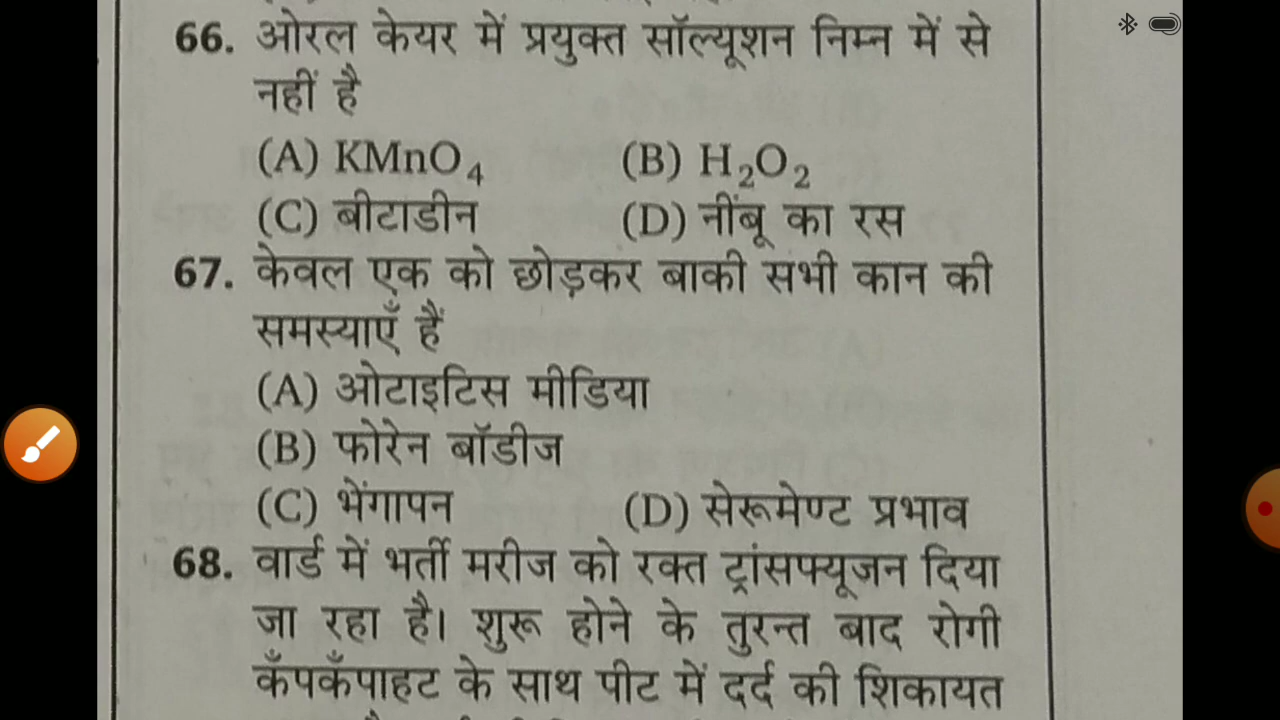 66. ओरल केयर में प्रयुक्त सॉल्यूशन निम्न में से
नहीं है
(A) KMnO₄ (B) H₂O₂
(C) बीटाडीन (D) नींबू का रस
67. केवल एक को छोड़कर बाकी सभी कान की
समस्याएँ हैं
(A) ओटाइटिस मीडिया
(B) फोरेन बॉडीज
(C) भेंगापन (D) सेरूमेण्ट प्रभाव
68. वार्ड में भर्ती मरीज को रक्त ट्रांसफ्यूजन दिया
जा रहा है। शुरू होने के तुरन्त बाद रोगी
कँपकँपाहट के साथ पीट में दर्द की शिकायत